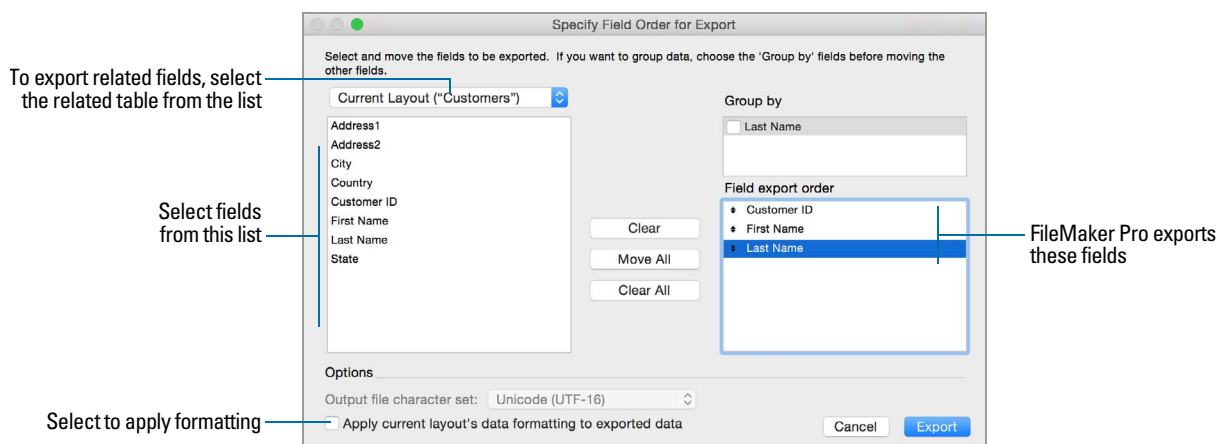 Specify Field Order for Export
Select and move the fields to be exported.  If you want to group data, choose the 'Group by' fields before moving the
other fields.
To export related fields, select
the related table from the list
Current Layout ("Customers")
Address1
Address2
City
Country
Customer ID
First Name
Last Name
State
Select fields
from this list
Clear
Move All
Clear All
Group by
Last Name
Field export order
Customer ID
First Name
Last Name
FileMaker Pro exports
these fields
Options
Output file character set: Unicode (UTF-16)
Select to apply formatting
Apply current layout's data formatting to exported data
Cancel
Export